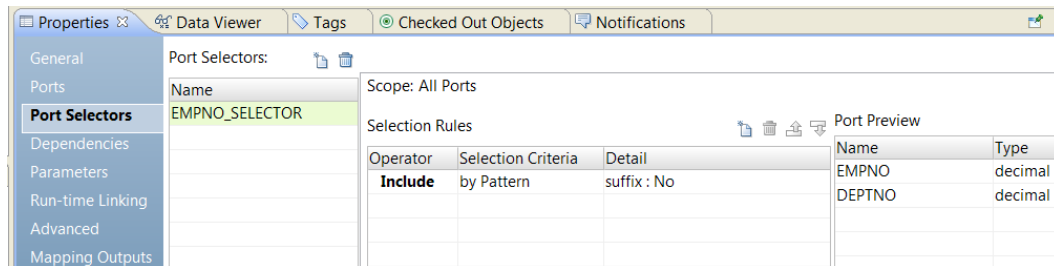 Properties Data Viewer Tags Checked Out Objects Notifications
General
Ports
Port Selectors
Dependencies
Parameters
Run-time Linking
Advanced
Mapping Outputs
Port Selectors:
Name
EMPNO_SELECTOR
Scope: All Ports
Selection Rules
Operator Selection Criteria Detail
Include by Pattern suffix : No
Port Preview
Name Type
EMPNO decimal
DEPTNO decimal